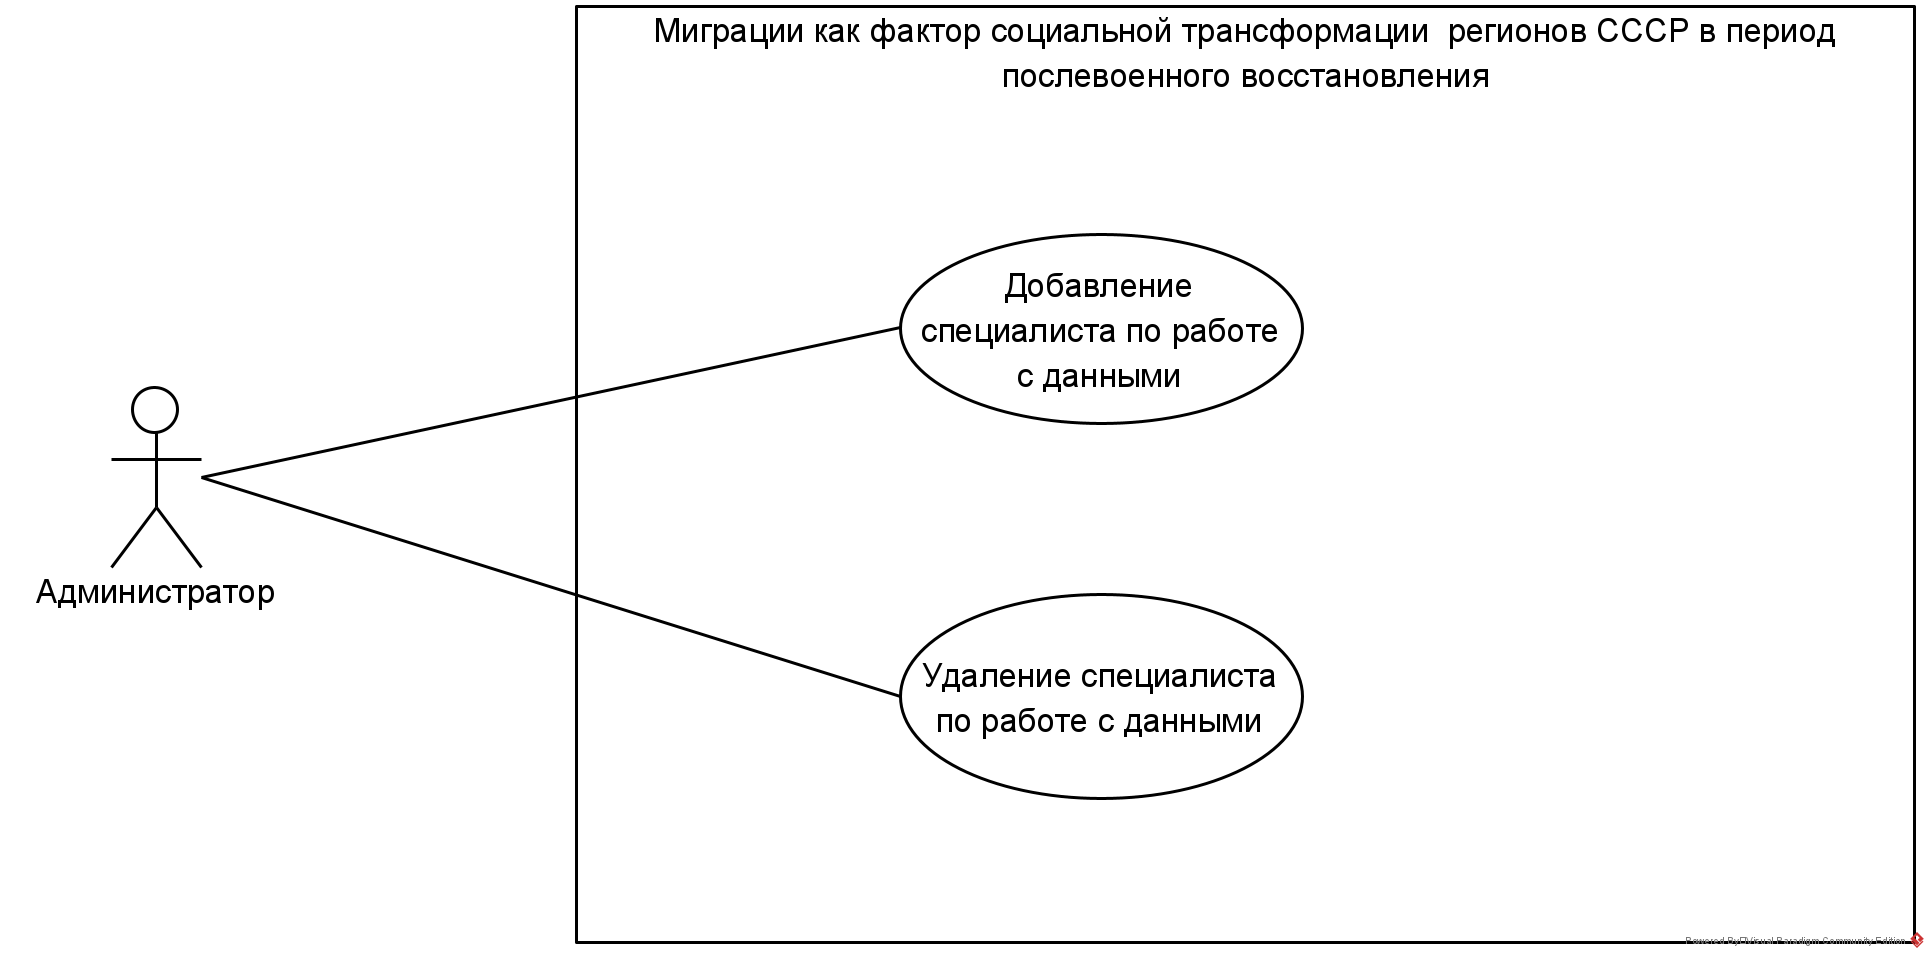 Миграции как фактор социальной трансформации  регионов СССР в период
послевоенного восстановления
Добавление
специалиста по работе
с данными
Администратор
Удаление специалиста
по работе с данными
Powered By Visual Paradigm Community Edition